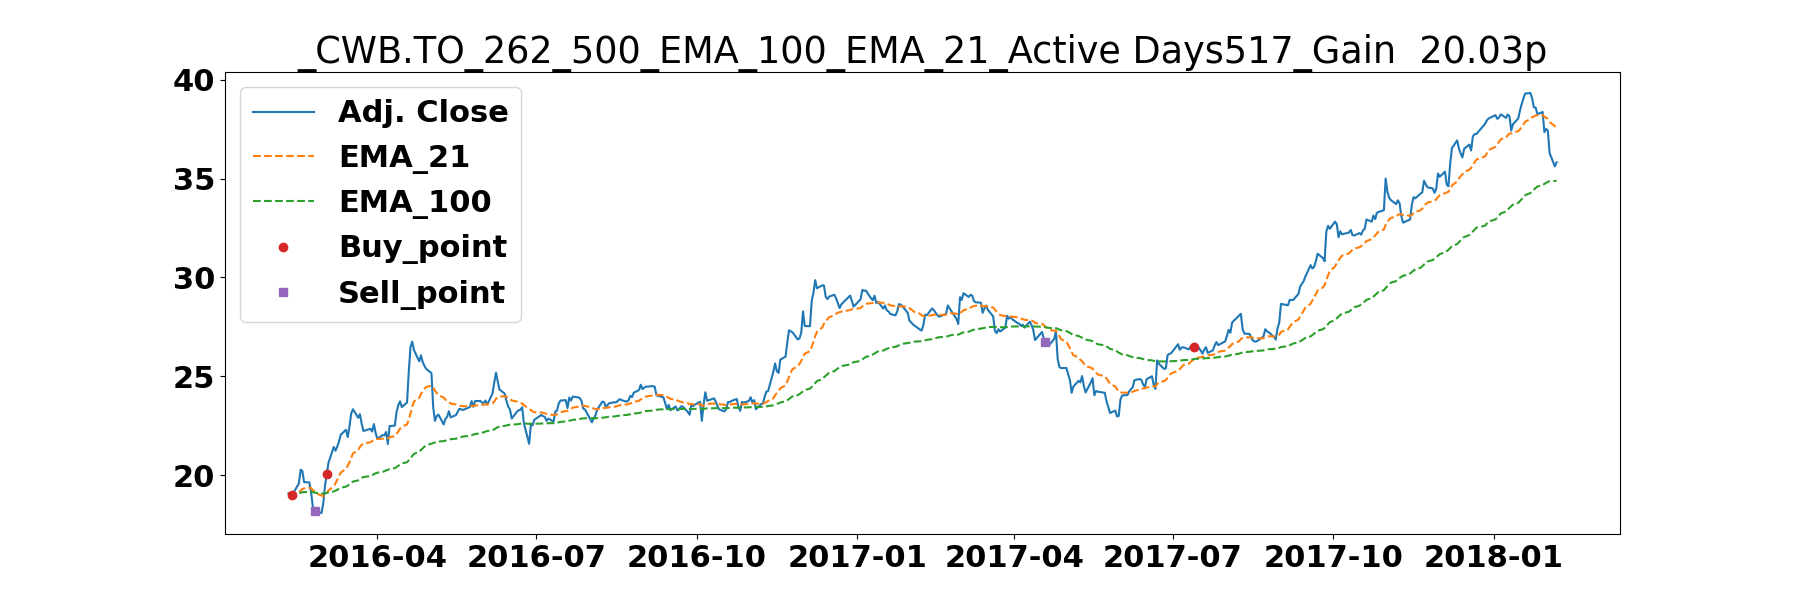 _CWB.TO_262_500_EMA_100_EMA_21_Active Days517_Gain  20.03p
40
35
30
25
20
Adj. Close
EMA_21
EMA_100
Buy_point
Sell_point
2016-04 2016-07 2016-10 2017-01 2017-04 2017-07 2017-10 2018-01